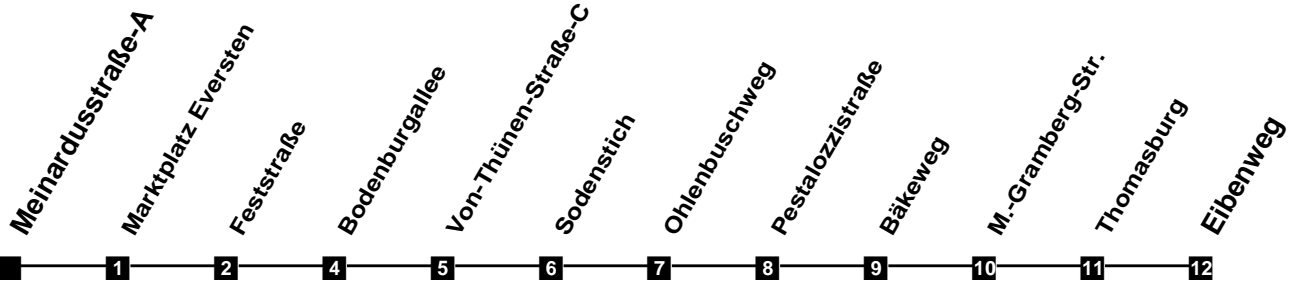 Meinardusstraße-A
Marktplatz Eversten
Feststraße
Bodenburgallee
Von-Thünen-Straße-C
Sodenstich
Ohlenbuschweg
Pestalozzistraße
Bäkeweg
M.-Gramberg-Str.
Thomasburg
Eibenweg
1 2 4 5 6 7 8 9 10 11 12